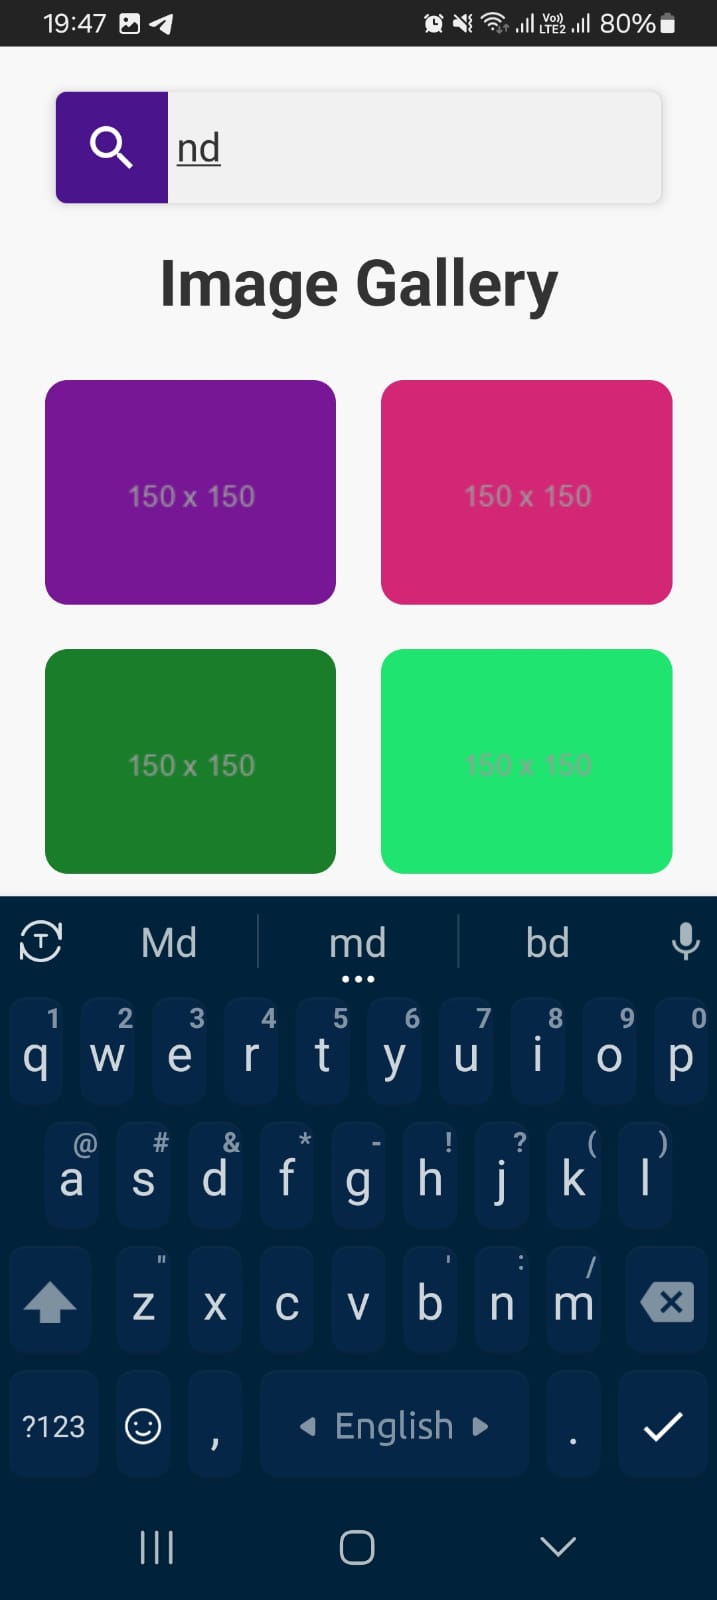 19:47 Vo)) LTE2 80%
nd
Image Gallery
150 x 150 150 x 150
150 x 150 150 x 150
T Md md bd
1 2 3 4 5 6 7 8 9 0
q w e r t y u i o p
@ # & * - ! ? ( )
a s d f g h j k l
" ' : /
z x c v b n m
?123 , English .